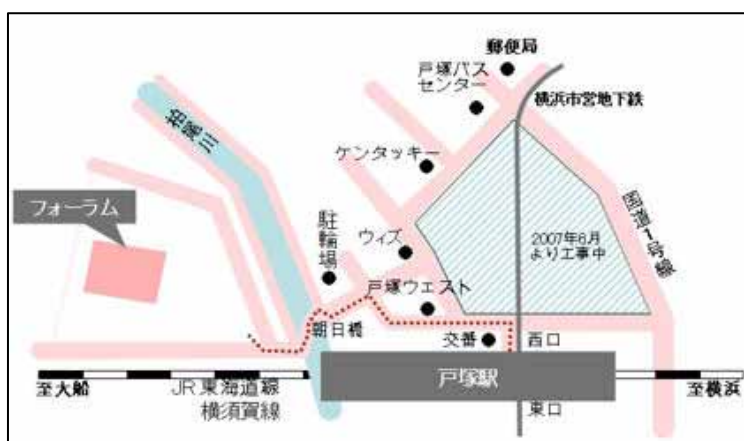 郵便局
戸塚バス
センター
横浜市営地下鉄
柏尾川
ケンタッキー
国道1号線
フォーラム
駐輪場
ウィズ
2007年6月
より工事中
戸塚ウェスト
朝日橋
交番
西口
戸塚駅
至大船
JR東海道線
横須賀線
至横浜
東口